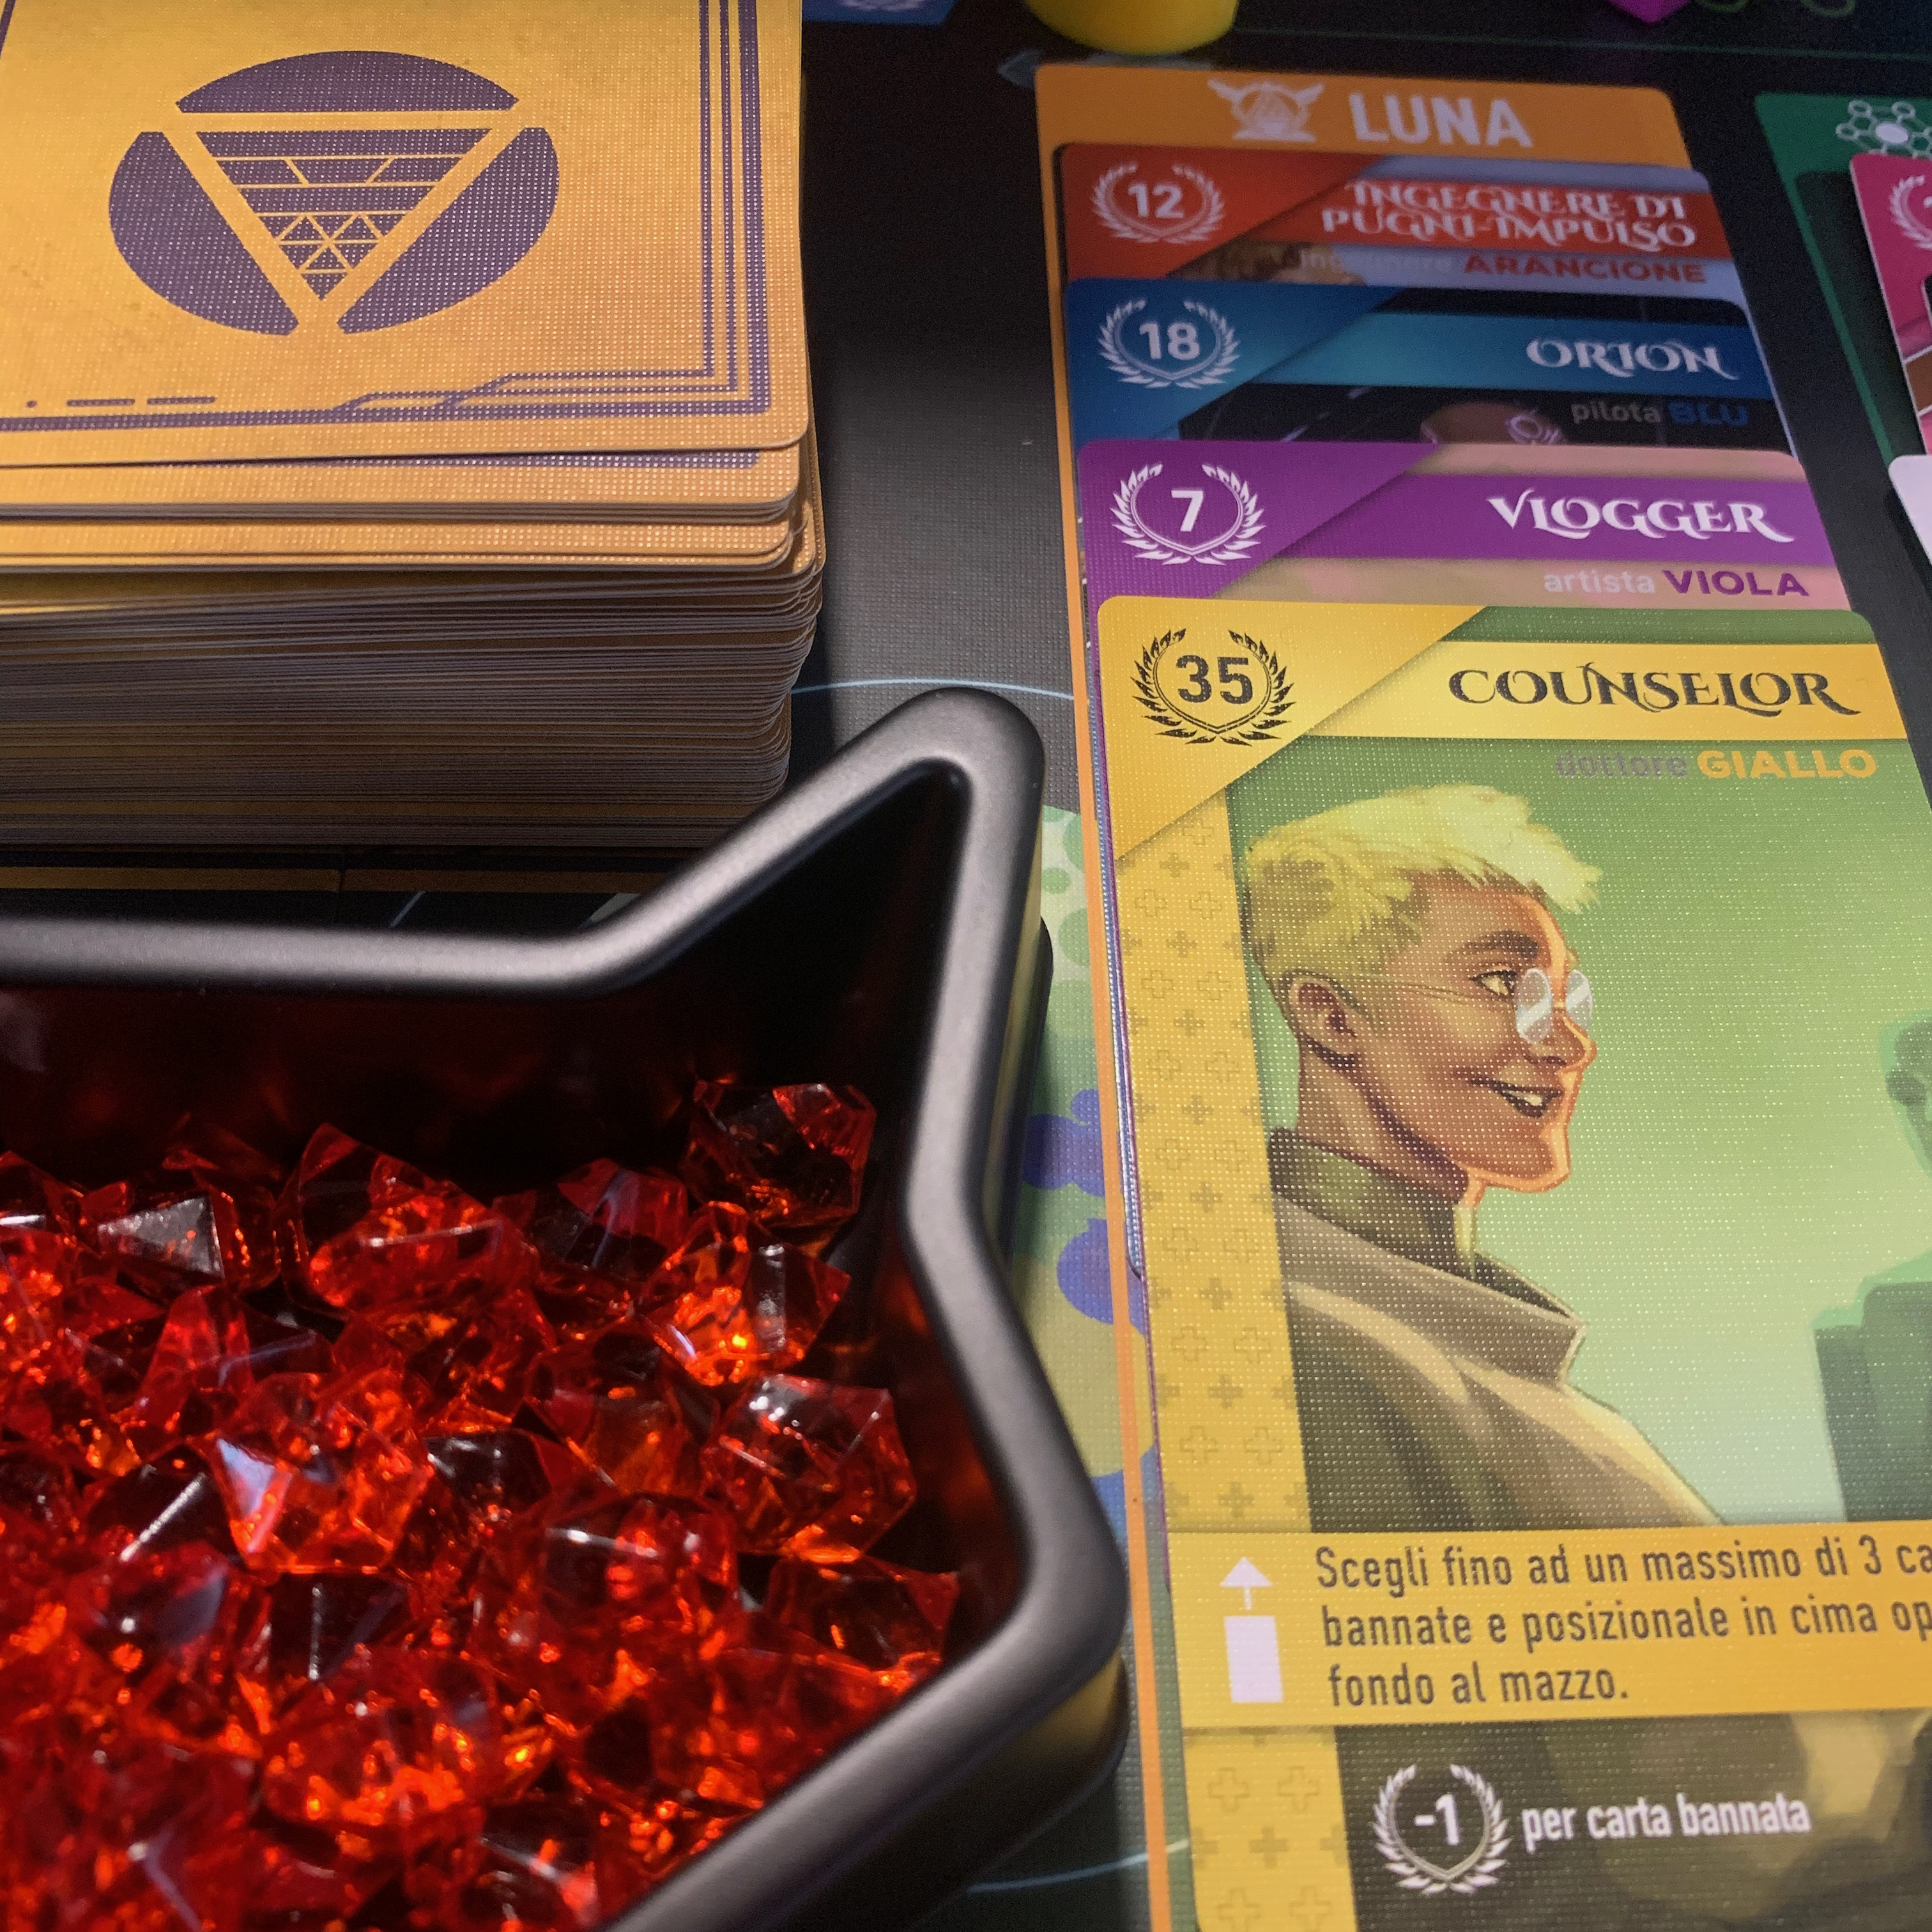 LUNA
12
INGEGNERE DI
PUGNI-IMPULSO
ingegnere ARANCIONE
18
ORION
pilota BLU
7
VLOGGER
artista VIOLA
35
COUNSELOR
dottore GIALLO
Scegli fino ad un massimo di 3
bannate e posizionale in cima
fondo al mazzo.
-1 per carta bannata